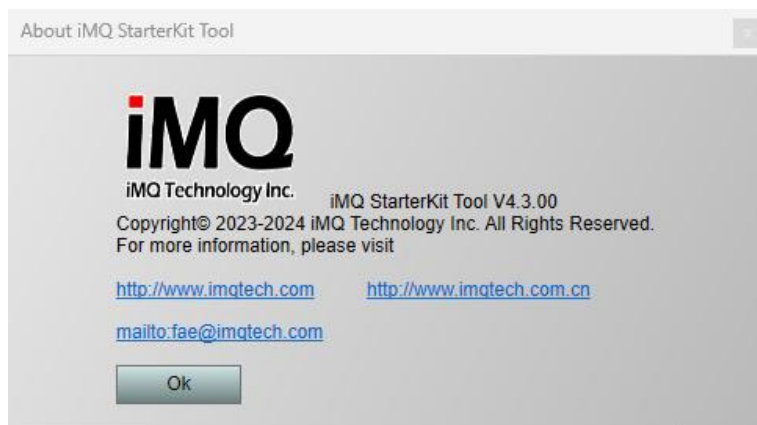 About iMQ StarterKit Tool
iMQ
iMQ Technology Inc.
iMQ StarterKit Tool V4.3.00
Copyright© 2023-2024 iMQ Technology Inc. All Rights Reserved.
For more information, please visit
http://www.imqtech.com http://www.imqtech.com.cn
mailto:fae@imqtech.com
Ok